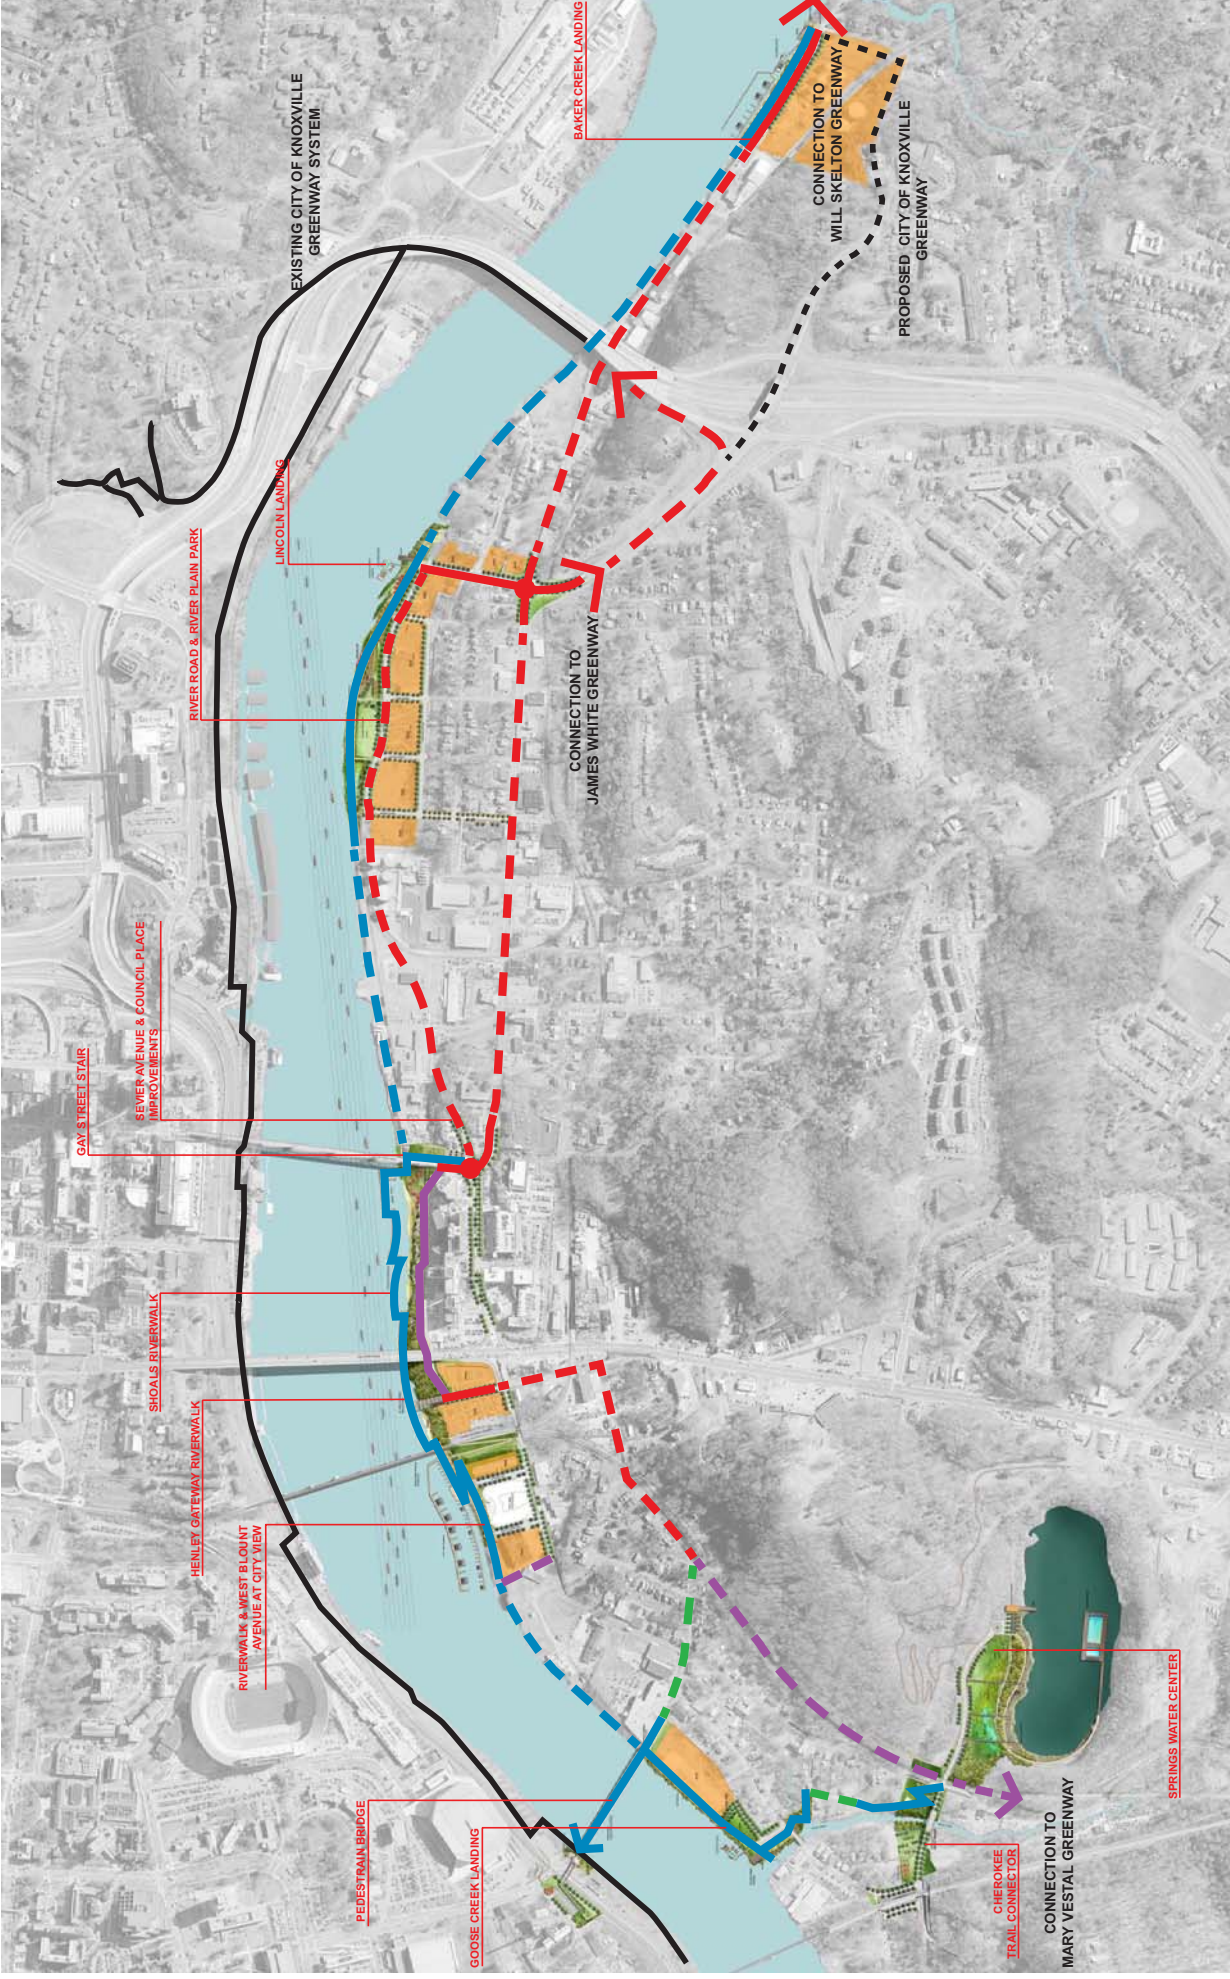 BAKER CREEK LANDING
EXISTING CITY OF KNOXVILLE
GREENWAY SYSTEM
CONNECTION TO
WILL SKELTON GREENWAY
PROPOSED CITY OF KNOXVILLE
GREENWAY
LINCOLN LANDING
RIVER ROAD & RIVER PLAIN PARK
CONNECTION TO
JAMES WHITE GREENWAY
SEVIER AVENUE & COUNCIL PLACE
IMPROVEMENTS
GAY STREET STAIR
SHOALS RIVERWALK
HENLEY GATEWAY RIVERWALK
RIVERWALK & WEST BLOUNT
AVENUE AT CITY VIEW
PEDESTRAIN BRIDGE
GOOSE CREEK LANDING
SPRINGS WATER CENTER
CHEROKEE
TRAIL CONNECTOR
CONNECTION TO
MARY VESTAL GREENWAY